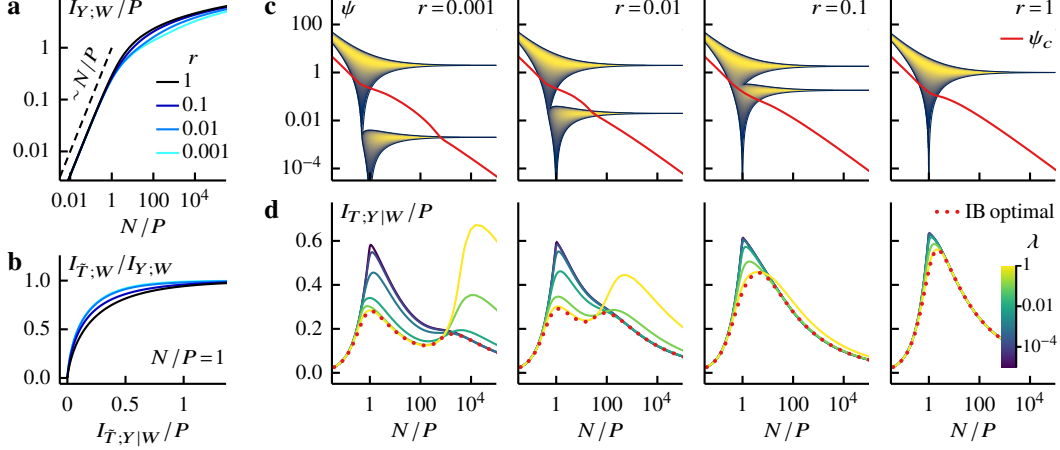 a
I_{Y;W}/P
1
0.1
0.01
~N/P
r
1
0.1
0.01
0.001
0.01 1 100 10^4
N/P
b
I_{T̃;W}/I_{Y;W}
1.0
0.5
0.0
N/P=1
0 0.5 1
I_{T̃;Y|W}/P
c
ψ r=0.001 r=0.01 r=0.1 r=1
100
1
0.01
10^{-4}
ψ_c
d
I_{T;Y|W}/P
0.6
0.4
0.2
0.0
IB optimal
λ
1
0.01
10^{-4}
1 100 10^4 1 100 10^4 1 100 10^4 1 100 10^4
N/P N/P N/P N/P